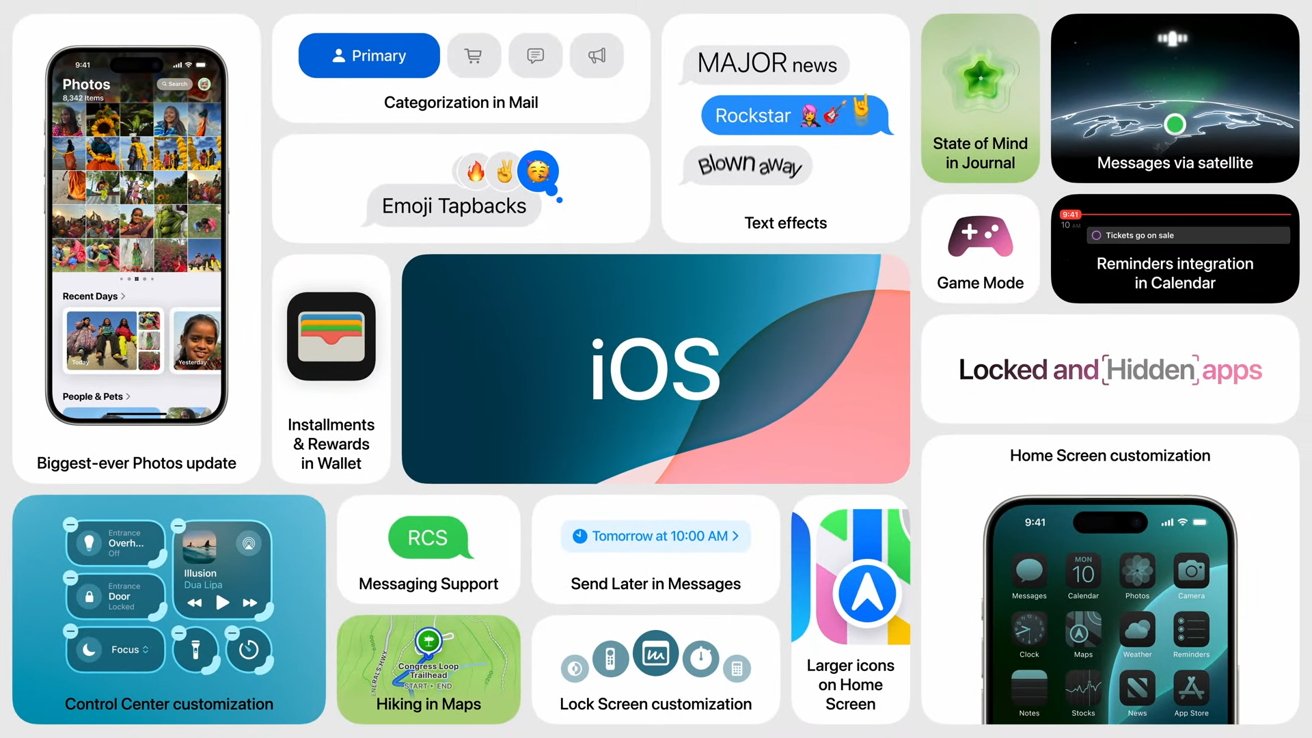 9:41
Photos
8,342 Items
Search
Recent Days >
Today
Yesterday
People & Pets >
Biggest-ever Photos update
Primary
Categorization in Mail
Emoji Tapbacks
MAJOR news
Rockstar
Blown away
Text effects
State of Mind
in Journal
Messages via satellite
Game Mode
9:41
10 AM
Tickets go on sale
Reminders integration
in Calendar
Installments
& Rewards
in Wallet
iOS
Locked and Hidden apps
Home Screen customization
9:41
MON
10
Messages
Calendar
Photos
Camera
Clock
Maps
Weather
Reminders
Notes
Stocks
News
App Store
Entrance
Overh...
Off
Entrance
Door
Locked
Focus
Illusion
Dua Lipa
Control Center customization
RCS
Messaging Support
Congress Loop
Trailhead
START • END
Hiking in Maps
Tomorrow at 10:00 AM >
Send Later in Messages
Lock Screen customization
Larger icons
on Home
Screen